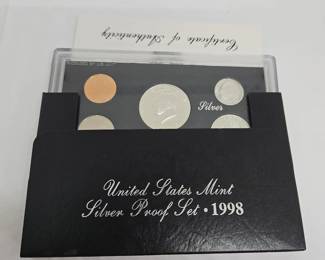 Certificate of Authenticity
Silver
United States Mint
Silver Proof Set • 1998